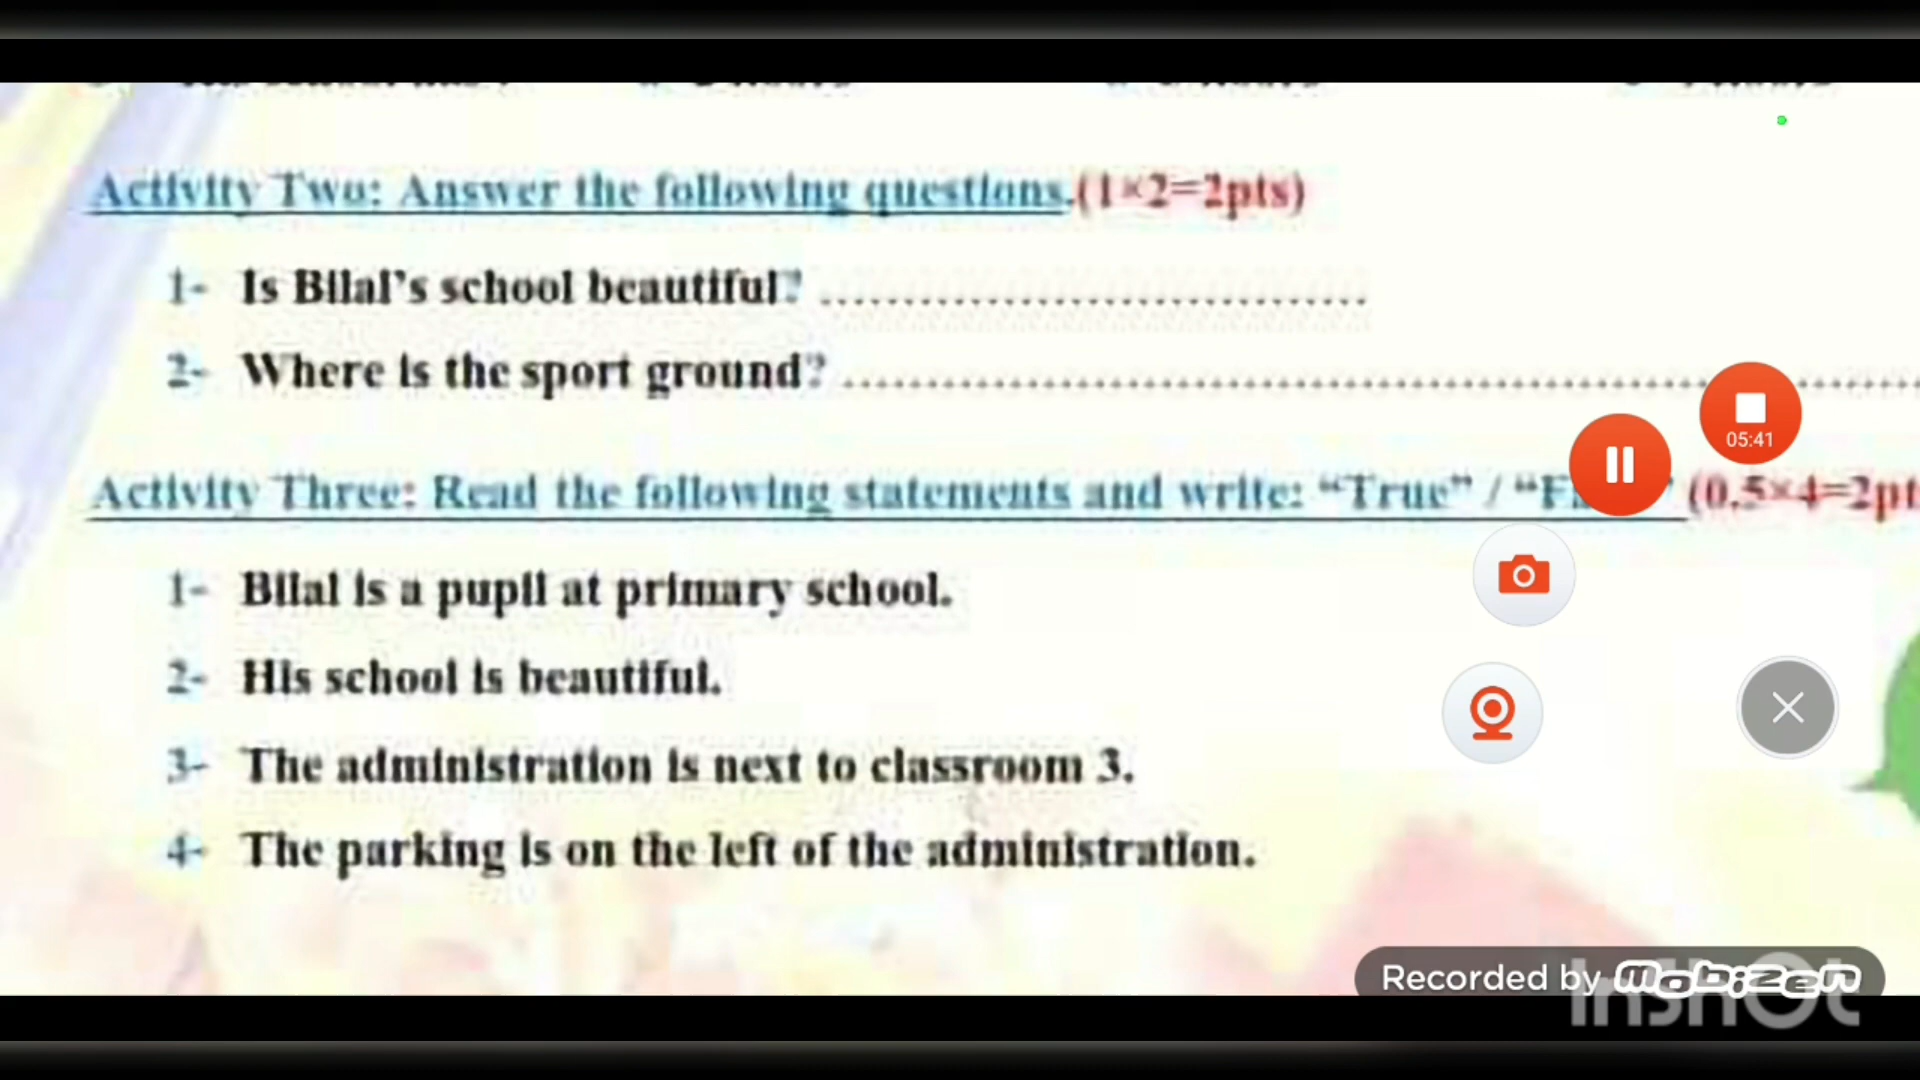 Activity Two: Answer the following questions.(1×2=2pts)
1- Is Bilal's school beautiful? ................................
2- Where is the sport ground? ................................................................
05:41
Activity Three: Read the following statements and write: "True" / (0.5×4=2pt
1- Bilal is a pupil at primary school.
2- His school is beautiful.
3- The administration is next to classroom 3.
4- The parking is on the left of the administration.
Recorded by mobizen
InShOt